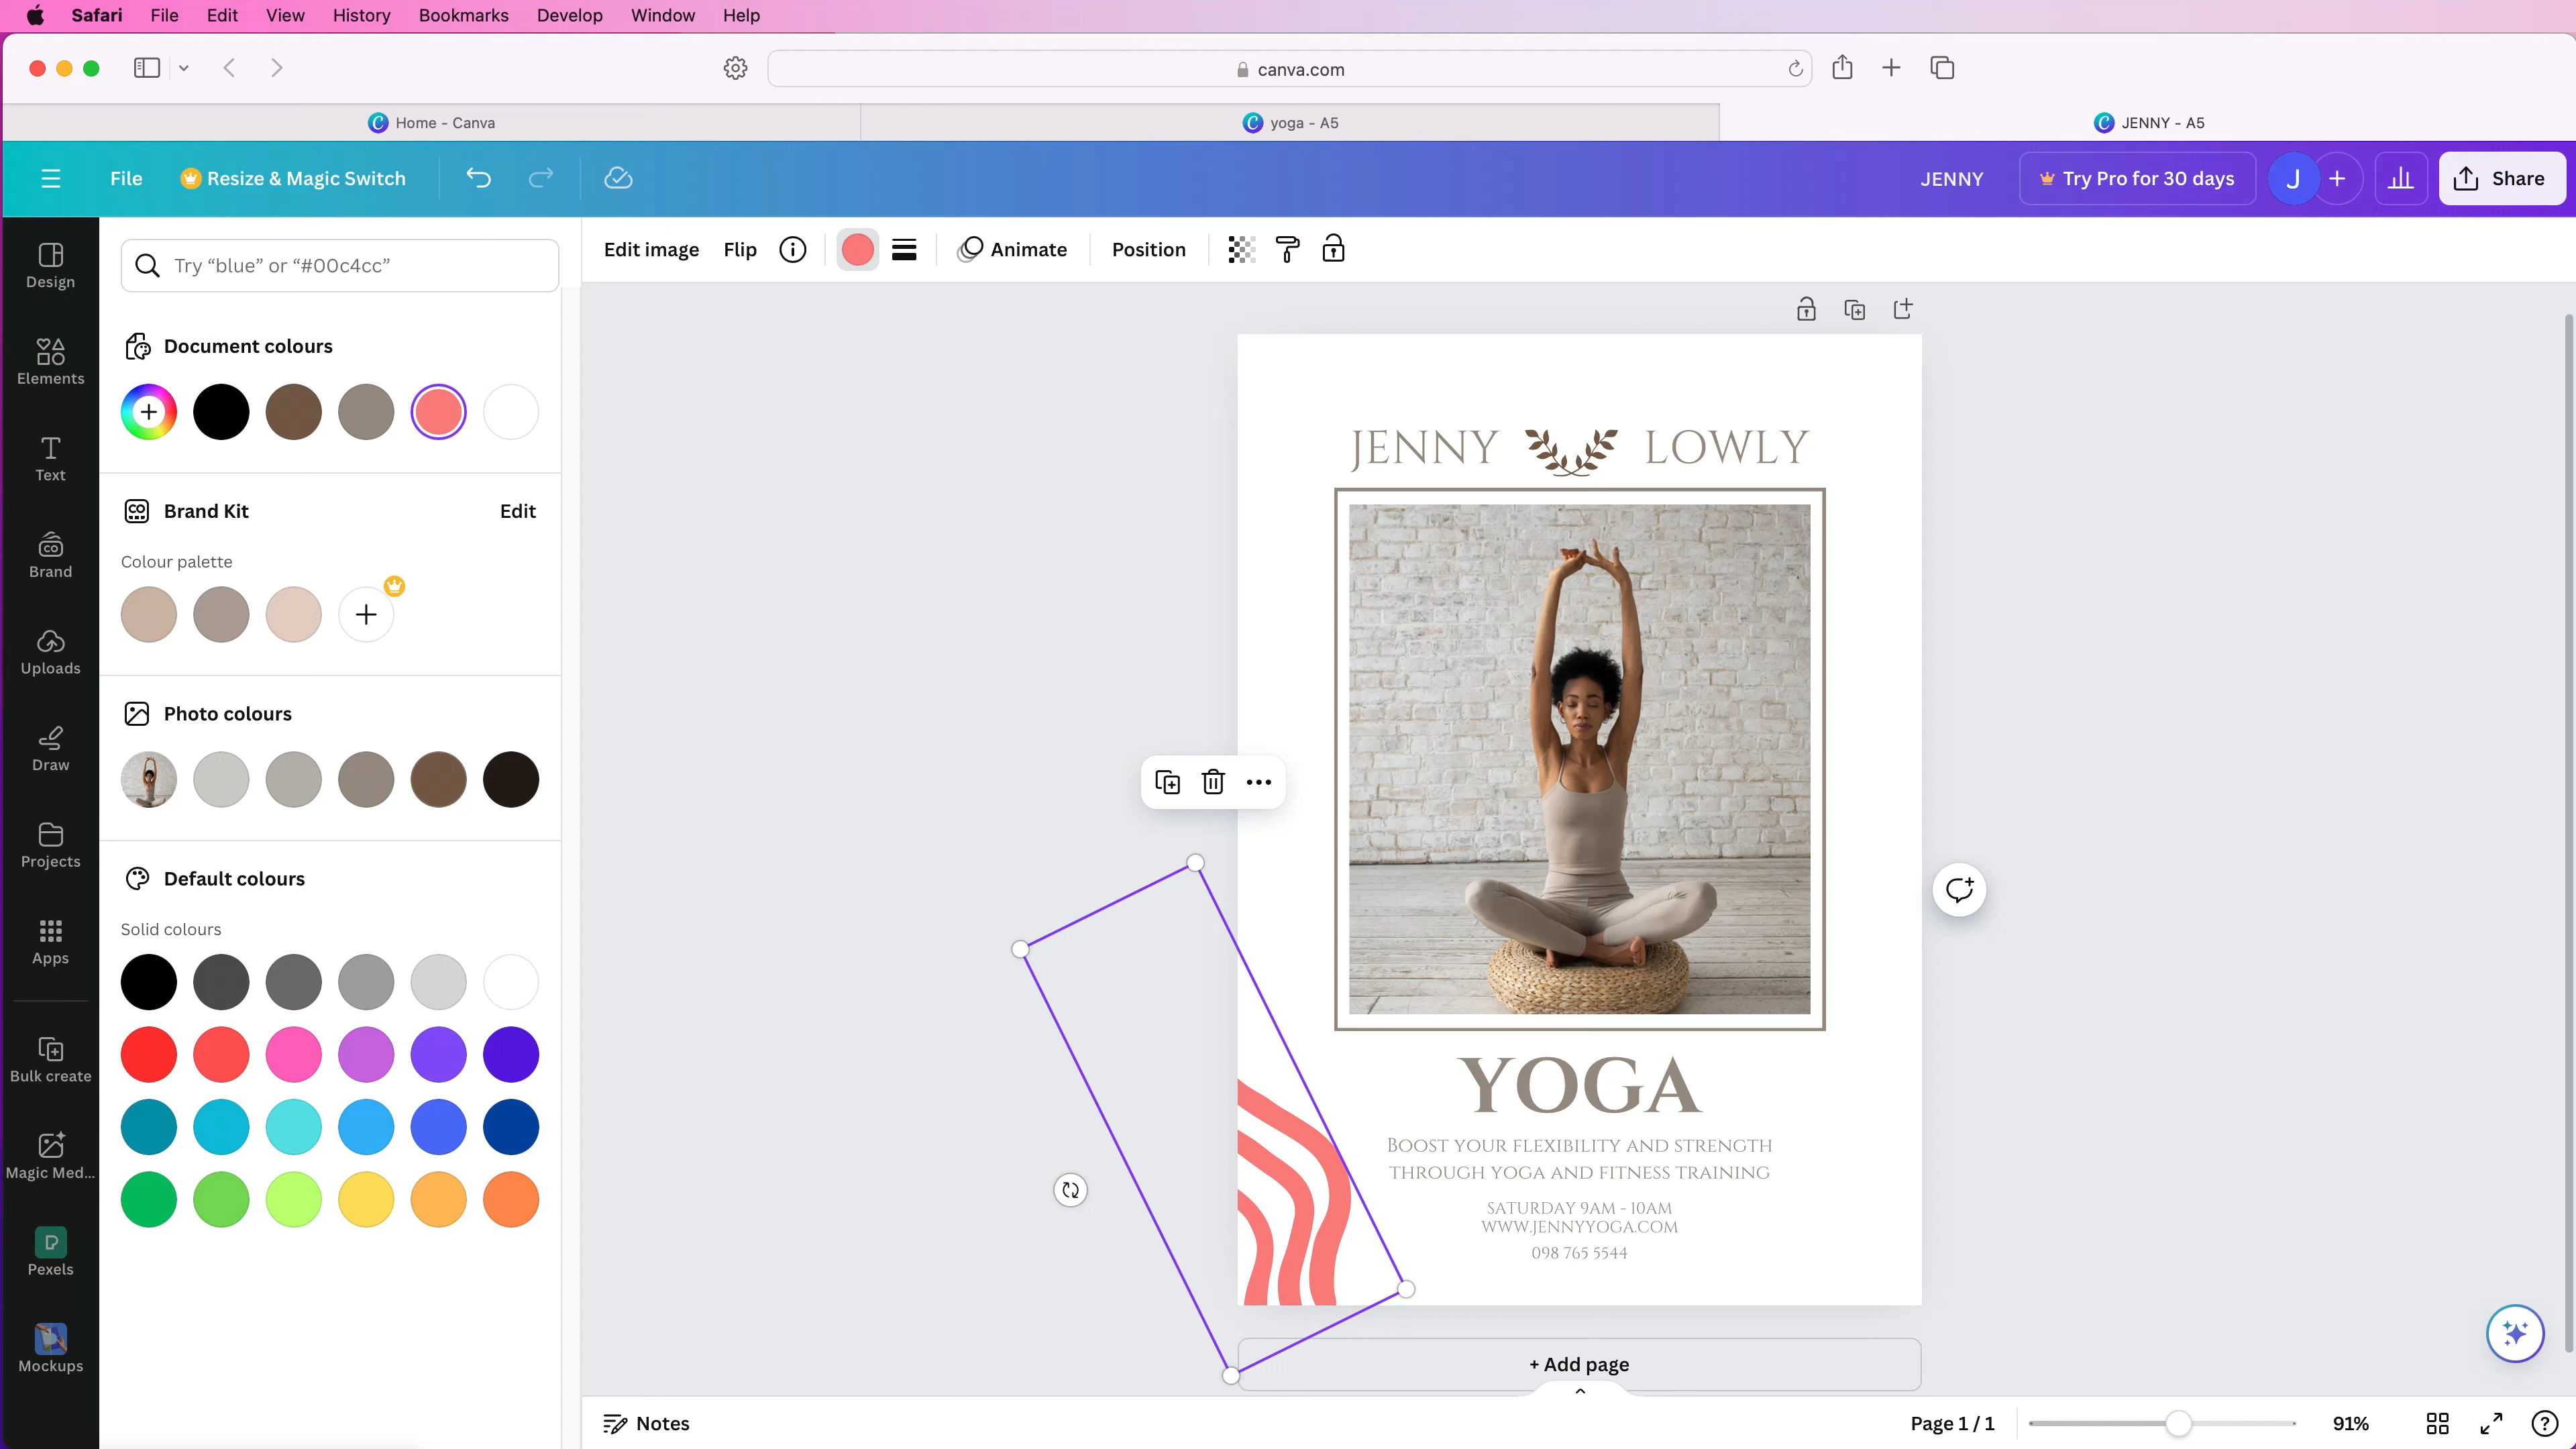 Safari File Edit View History Bookmarks Develop Window Help
canva.com
Home - Canva
yoga - A5
JENNY - A5
File
Resize & Magic Switch
JENNY
Try Pro for 30 days
J
Share
Design
Elements
Text
Brand
Uploads
Draw
Projects
Apps
Bulk create
Magic Med...
Pexels
Mockups
Try “blue” or “#00c4cc”
Document colours
Brand Kit
Edit
Colour palette
Photo colours
Default colours
Solid colours
Edit image
Flip
Animate
Position
JENNY LOWLY
YOGA
BOOST YOUR FLEXIBILITY AND STRENGTH
THROUGH YOGA AND FITNESS TRAINING
SATURDAY 9AM - 10AM
WWW.JENNYYOGA.COM
098 765 5544
+ Add page
Notes
Page 1 / 1
91%